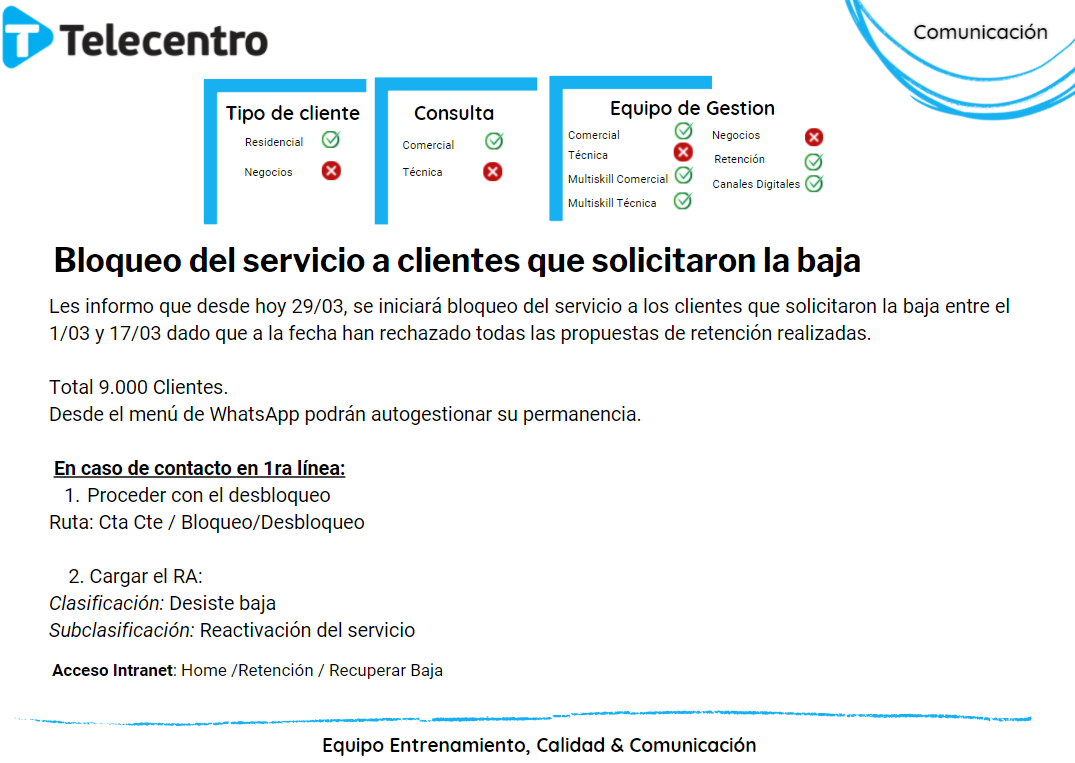 Telecentro
Comunicación
Tipo de cliente
Residencial
Negocios
Consulta
Comercial
Técnica
Equipo de Gestion
Comercial
Técnica
Multiskill Comercial
Multiskill Técnica
Negocios
Retención
Canales Digitales
Bloqueo del servicio a clientes que solicitaron la baja
Les informo que desde hoy 29/03, se iniciará bloqueo del servicio a los clientes que solicitaron la baja entre el
1/03 y 17/03 dado que a la fecha han rechazado todas las propuestas de retención realizadas.
Total 9.000 Clientes.
Desde el menú de WhatsApp podrán autogestionar su permanencia.
En caso de contacto en 1ra línea:
1. Proceder con el desbloqueo
Ruta: Cta Cte / Bloqueo/Desbloqueo
2. Cargar el RA:
Clasificación: Desiste baja
Subclasificación: Reactivación del servicio
Acceso Intranet: Home /Retención / Recuperar Baja
Equipo Entrenamiento, Calidad & Comunicación